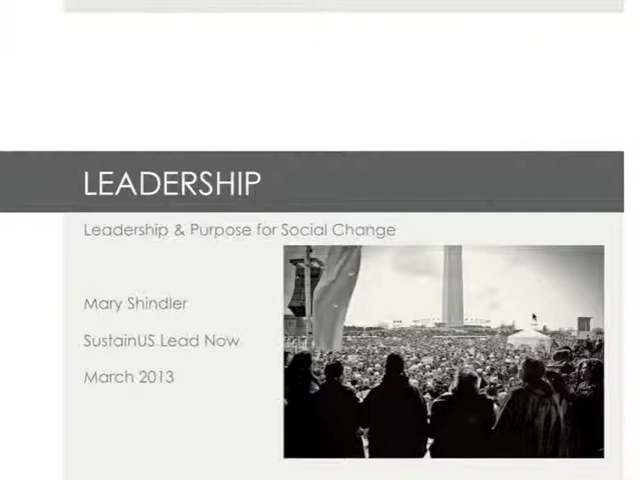 LEADERSHIP
Leadership & Purpose for Social Change
Mary Shindler
SustainUS Lead Now
March 2013